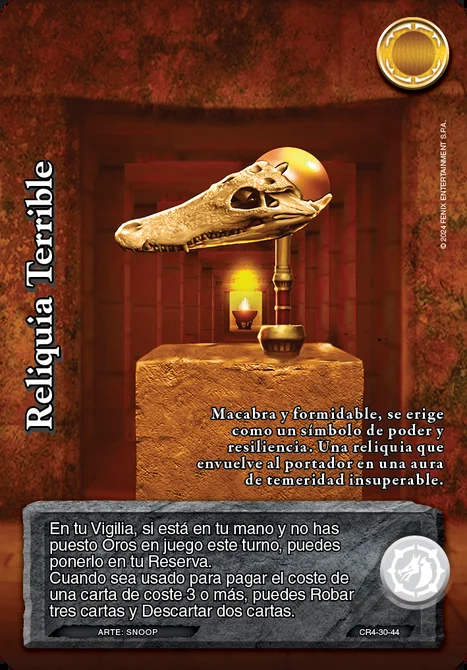 Reliquia Terrible
© 2024 FENIX ENTERTAINMENT S.P.A.
Macabra y formidable, se erige
como un símbolo de poder y
resiliencia. Una reliquia que
envuelve al portador en una aura
de temeridad insuperable.
En tu Vigilia, si está en tu mano y no has
puesto Oros en juego este turno, puedes
ponerlo en tu Reserva.
Cuando sea usado para pagar el coste de
una carta de coste 3 o más, puedes Robar
tres cartas y Descartar dos cartas.
ARTE: SNOOP
CR4-30-44